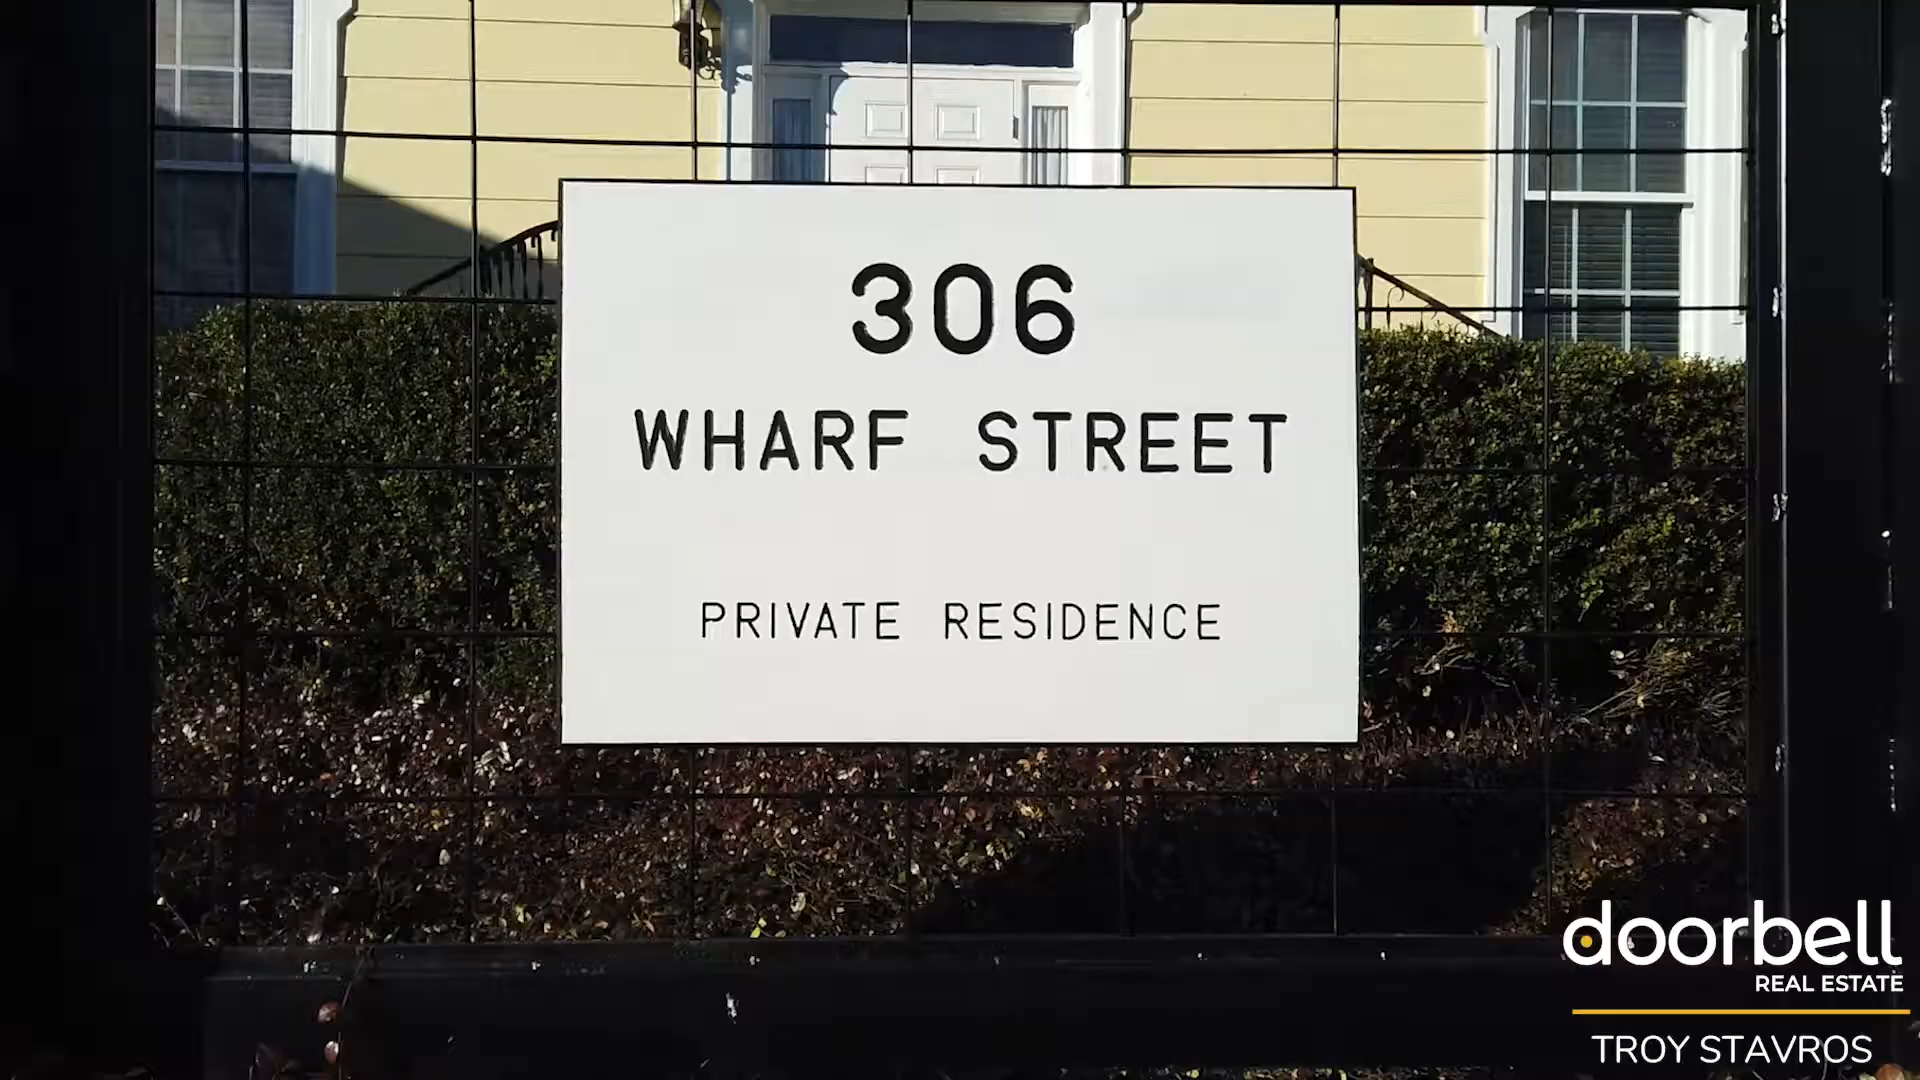 306
WHARF STREET
PRIVATE RESIDENCE
doorbell
REAL ESTATE
TROY STAVROS